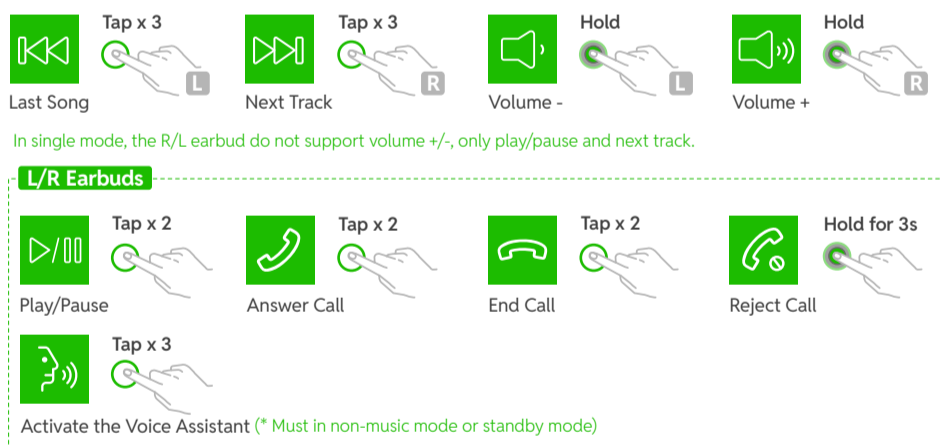 Tap x 3 Tap x 3 Hold Hold
L R L R
Last Song Next Track Volume - Volume +
In single mode, the R/L earbud do not support volume +/-, only play/pause and next track.
L/R Earbuds
Tap x 2 Tap x 2 Tap x 2 Hold for 3s
Play/Pause Answer Call End Call Reject Call
Tap x 3
Activate the Voice Assistant (* Must in non-music mode or standby mode)